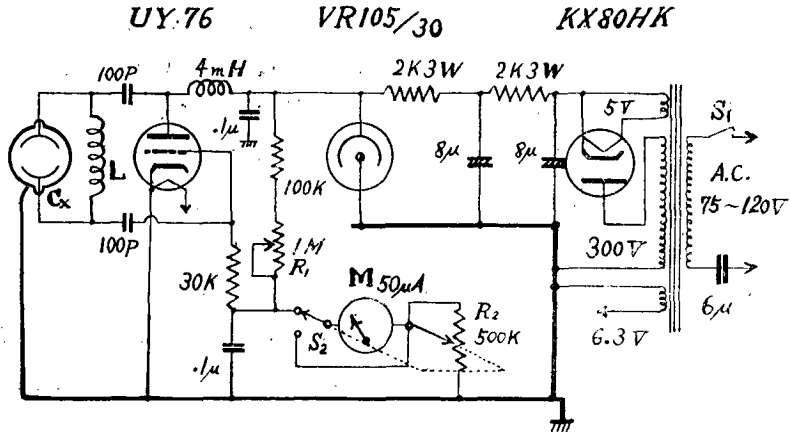 UY·76 VR105/30 KX80HK
100P 4mH 2K3W 2K3W
5V S1
.1μ
8μ 8μ
L
Cx
100K
A.C.
75~120V
100P
1M
R1
300V
30K
M 50μA
R2
500K
S2
6.3V
6μ
.1μ